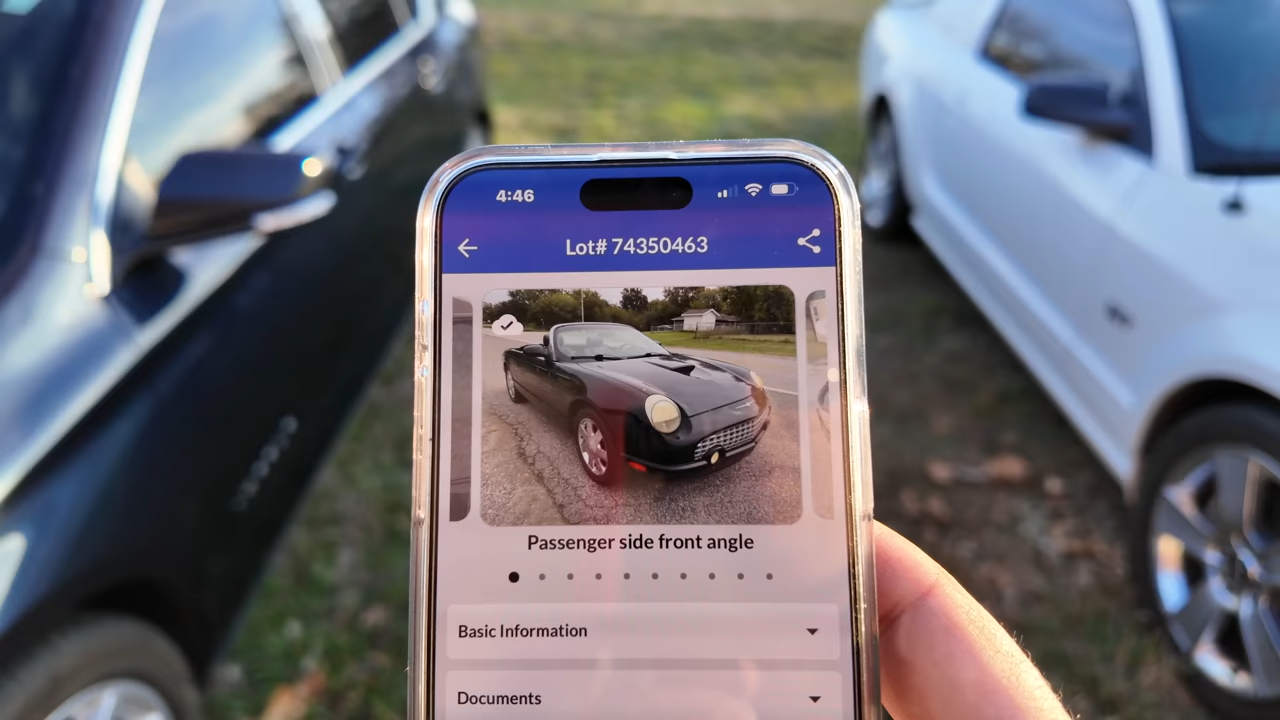 4:46
Lot# 74350463
Passenger side front angle
Basic Information
Documents